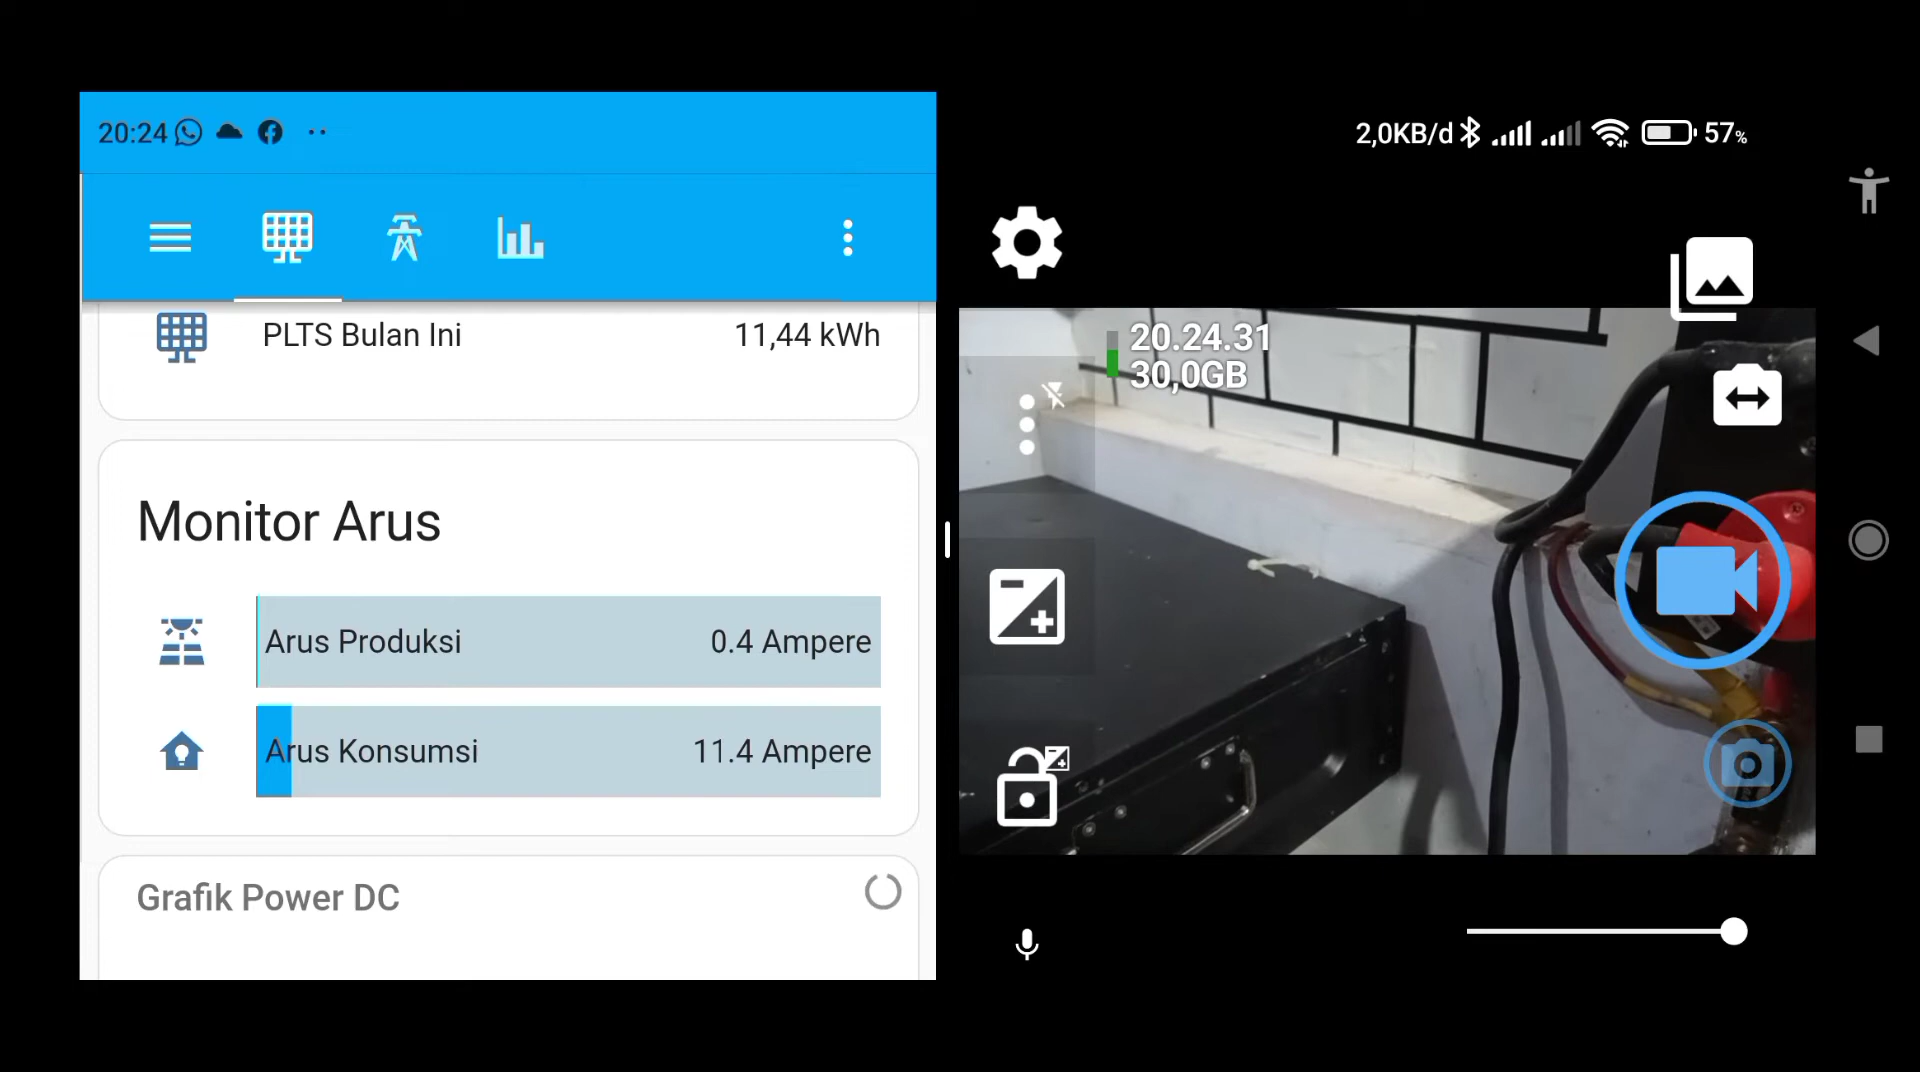 20:24
2,0KB/d
57%
PLTS Bulan Ini 11,44 kWh
Monitor Arus
Arus Produksi 0.4 Ampere
Arus Konsumsi 11.4 Ampere
Grafik Power DC
20.24.31
30,0GB